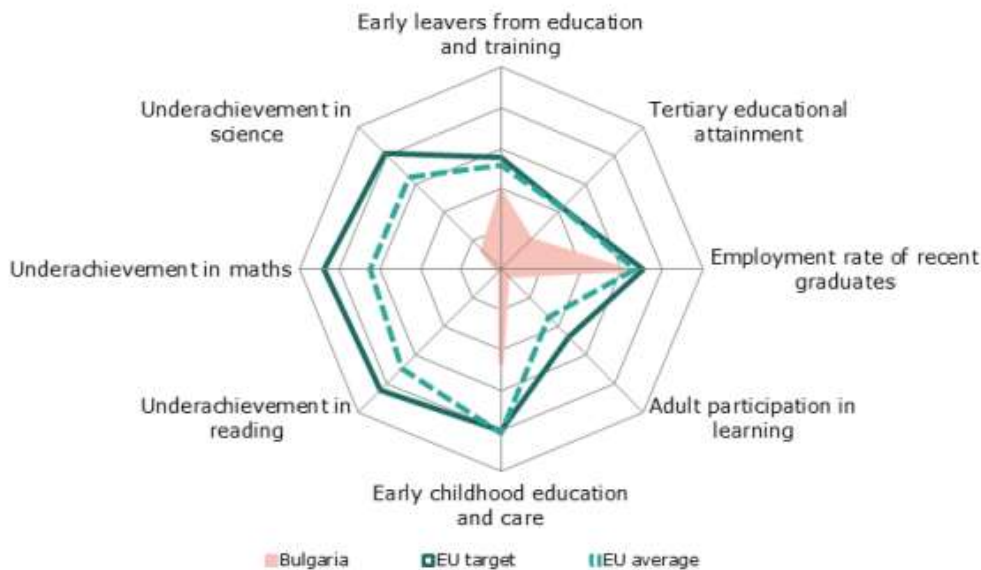 Early leavers from education
and training
Underachievement in
science
Tertiary educational
attainment
Underachievement in maths
Employment rate of recent
graduates
Underachievement in
reading
Adult participation in
learning
Early childhood education
and care
Bulgaria
EU target
EU average